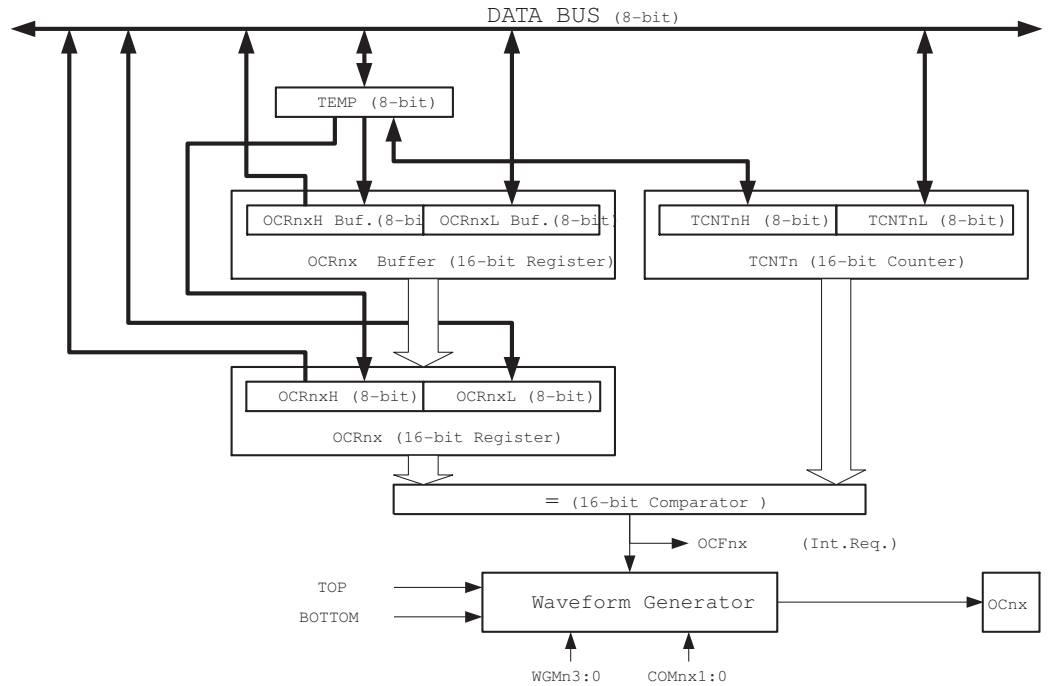 DATA BUS (8-bit)
TEMP (8-bit)
OCRnxH Buf.(8-bi
OCRnxL Buf.(8-bit
TCNTnH (8-bit)
TCNTnL (8-bit)
OCRnx Buffer (16-bit Register)
TCNTn (16-bit Counter)
OCRnxH (8-bit)
OCRnxL (8-bit)
OCRnx (16-bit Register)
= (16-bit Comparator )
OCFnx (Int.Req.)
TOP
BOTTOM
Waveform Generator
OCnx
WGMn3:0
COMnx1:0